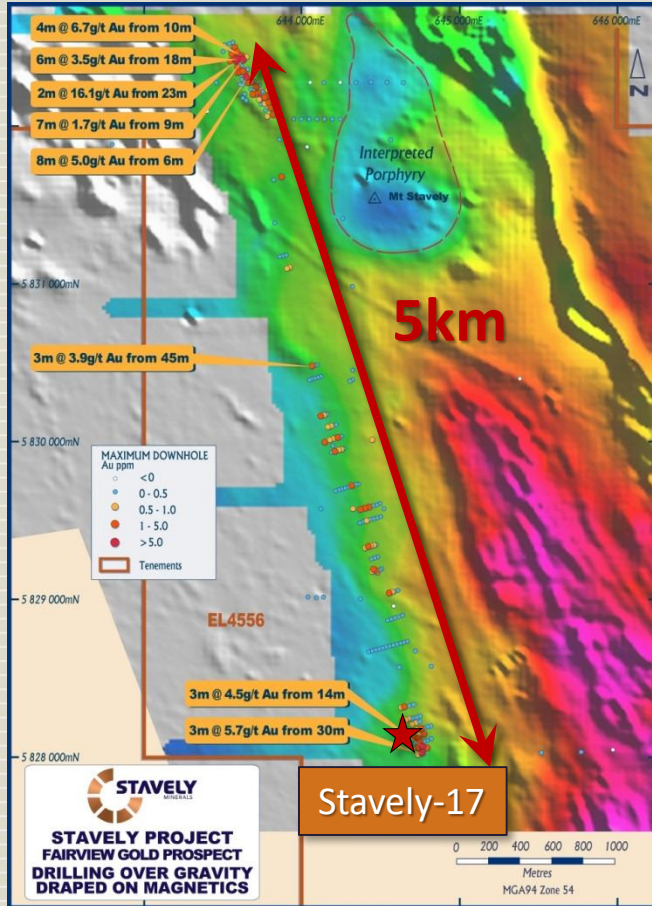 644 000mE
645 000mE
646 000mE
4m @ 6.7g/t Au from 10m
6m @ 3.5g/t Au from 18m
2m @ 16.1g/t Au from 23m
7m @ 1.7g/t Au from 9m
8m @ 5.0g/t Au from 6m
N
Interpreted
Porphyry
Mt Stavely
5 831 000mN
5km
3m @ 3.9g/t Au from 45m
5 830 000mN
MAXIMUM DOWNHOLE
Au ppm
<0
0 - 0.5
0.5 - 1.0
1 - 5.0
>5.0
Tenements
5 829 000mN
EL4556
3m @ 4.5g/t Au from 14m
3m @ 5.7g/t Au from 30m
5 828 000mN
Stavely-17
STAVELY
MINERALS
STAVELY PROJECT
FAIRVIEW GOLD PROSPECT
DRILLING OVER GRAVITY
DRAPED ON MAGNETICS
0 200 400 600 800 1000
Metres
MGA94 Zone 54